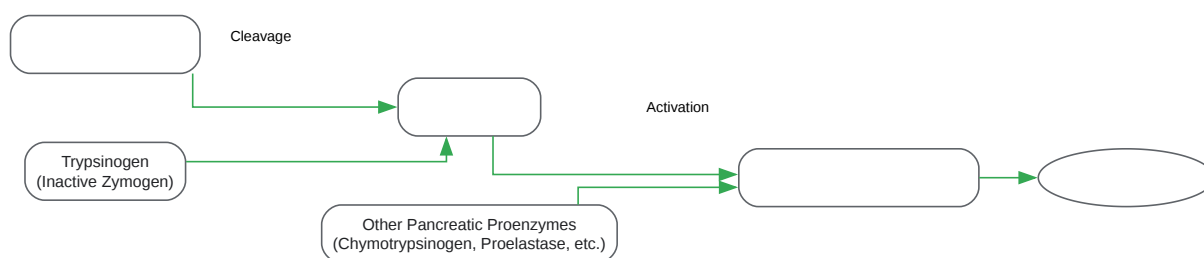 Cleavage
Activation
Trypsinogen
(Inactive Zymogen)
Other Pancreatic Proenzymes
(Chymotrypsinogen, Proelastase, etc.)